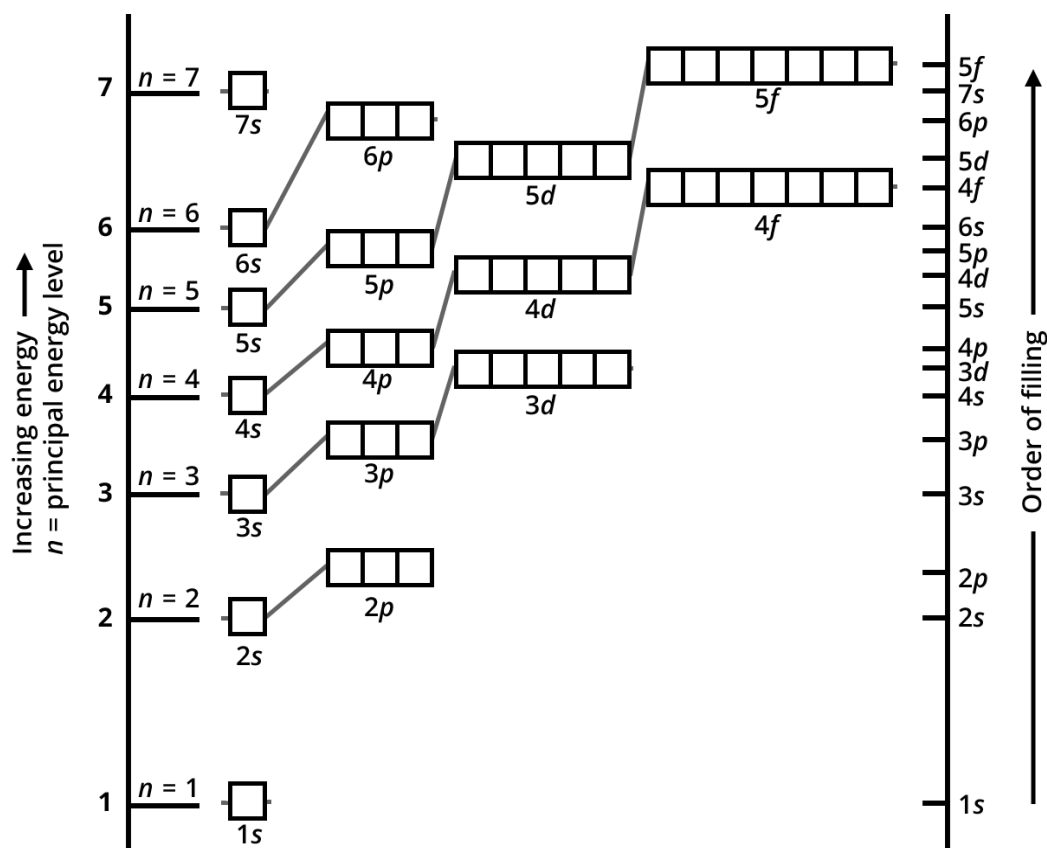 Increasing energy
n = principal energy level
7
n = 7
7s
6
n = 6
6s
5
n = 5
5s
4
n = 4
4s
3
n = 3
3s
2
n = 2
2s
1
n = 1
1s
6p
5p
4p
3p
2p
5d
4d
3d
5f
4f
5f
7s
6p
5d
4f
6s
5p
4d
5s
4p
3d
4s
3p
3s
2p
2s
1s
Order of filling